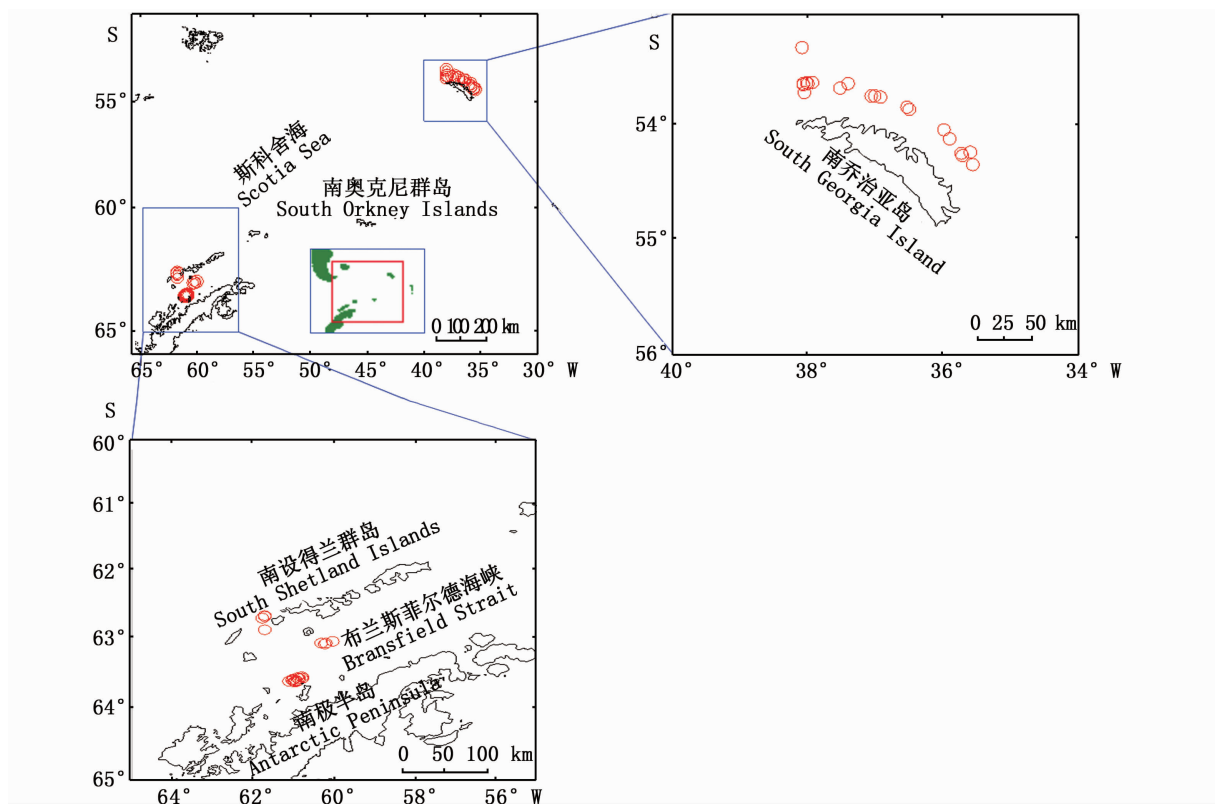 S
55°
60°
65°
斯科舍海
Scotia Sea
南奥克尼群岛
South Orkney Islands
0 100 200 km
65° 60° 55° 50° 45° 40° 35° 30° W
S
54°
55°
56°
南乔治亚岛
South Georgia Island
0 25 50 km
40° 38° 36° 34° W
S
60°
61°
62°
63°
64°
65°
南设得兰群岛
South Shetland Islands
布兰斯菲尔德海峡
Bransfield Strait
南极半岛
Antarctic Peninsula
0 50 100 km
64° 62° 60° 58° 56° W